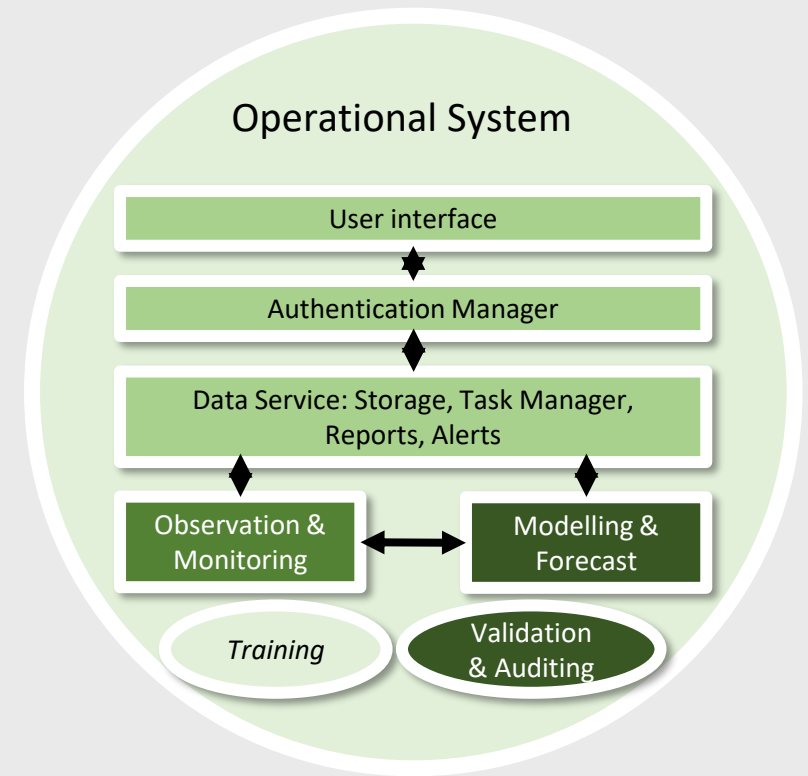 Operational System
User interface
Authentication Manager
Data Service: Storage, Task Manager,
Reports, Alerts
Observation &
Monitoring
Modelling &
Forecast
Training
Validation
& Auditing